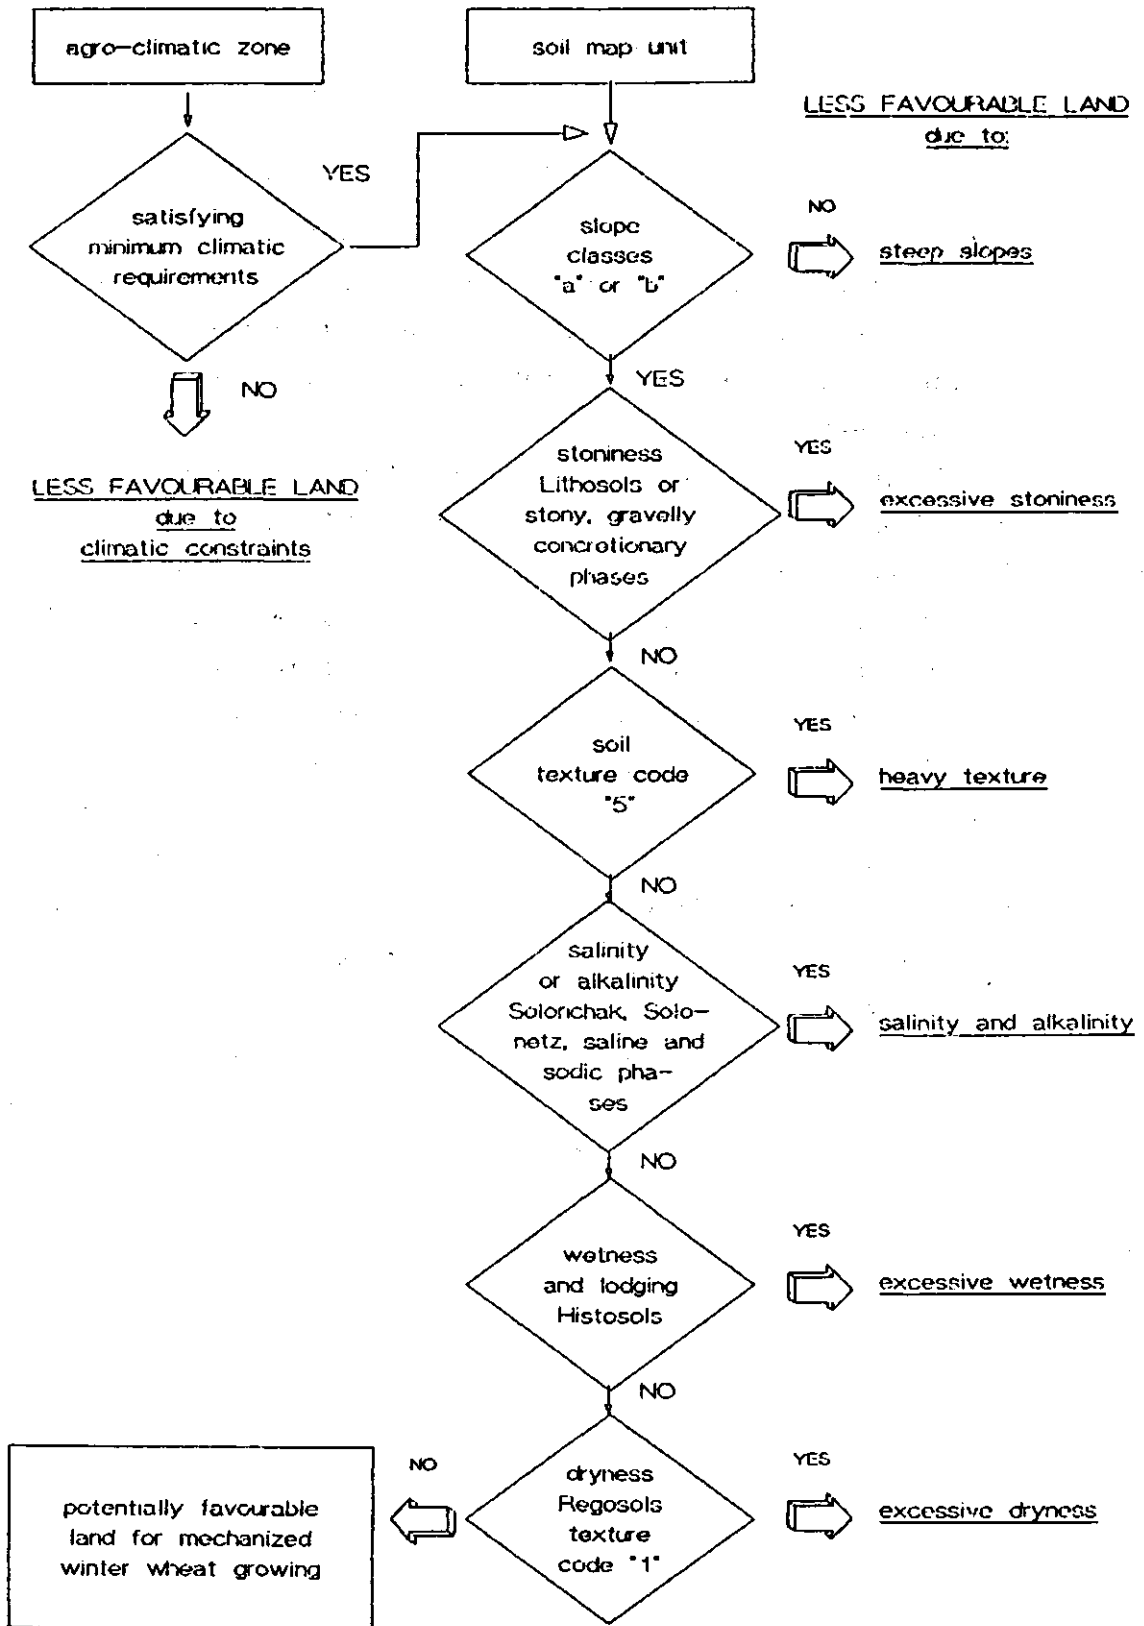 agro-climatic zone
soil map unit
LESS FAVOURABLE LAND
due to:
YES
satisfying
minimum climatic
requirements
NO
LESS FAVOURABLE LAND
due to
climatic constraints
slope
classes
"a" or "b"
NO
steep slopes
YES
stoniness
Lithosols or
stony, gravelly
concretionary
phases
YES
excessive stoniness
NO
soil
texture code
"5"
YES
heavy texture
NO
salinity
or alkalinity
Solonchak, Solo-
netz, saline and
sodic pha-
ses
YES
salinity and alkalinity
NO
wetness
and lodging
Histosols
YES
excessive wetness
NO
dryness
Regosols
texture
code "1"
YES
excessive dryness
NO
potentially favourable
land for mechanized
winter wheat growing